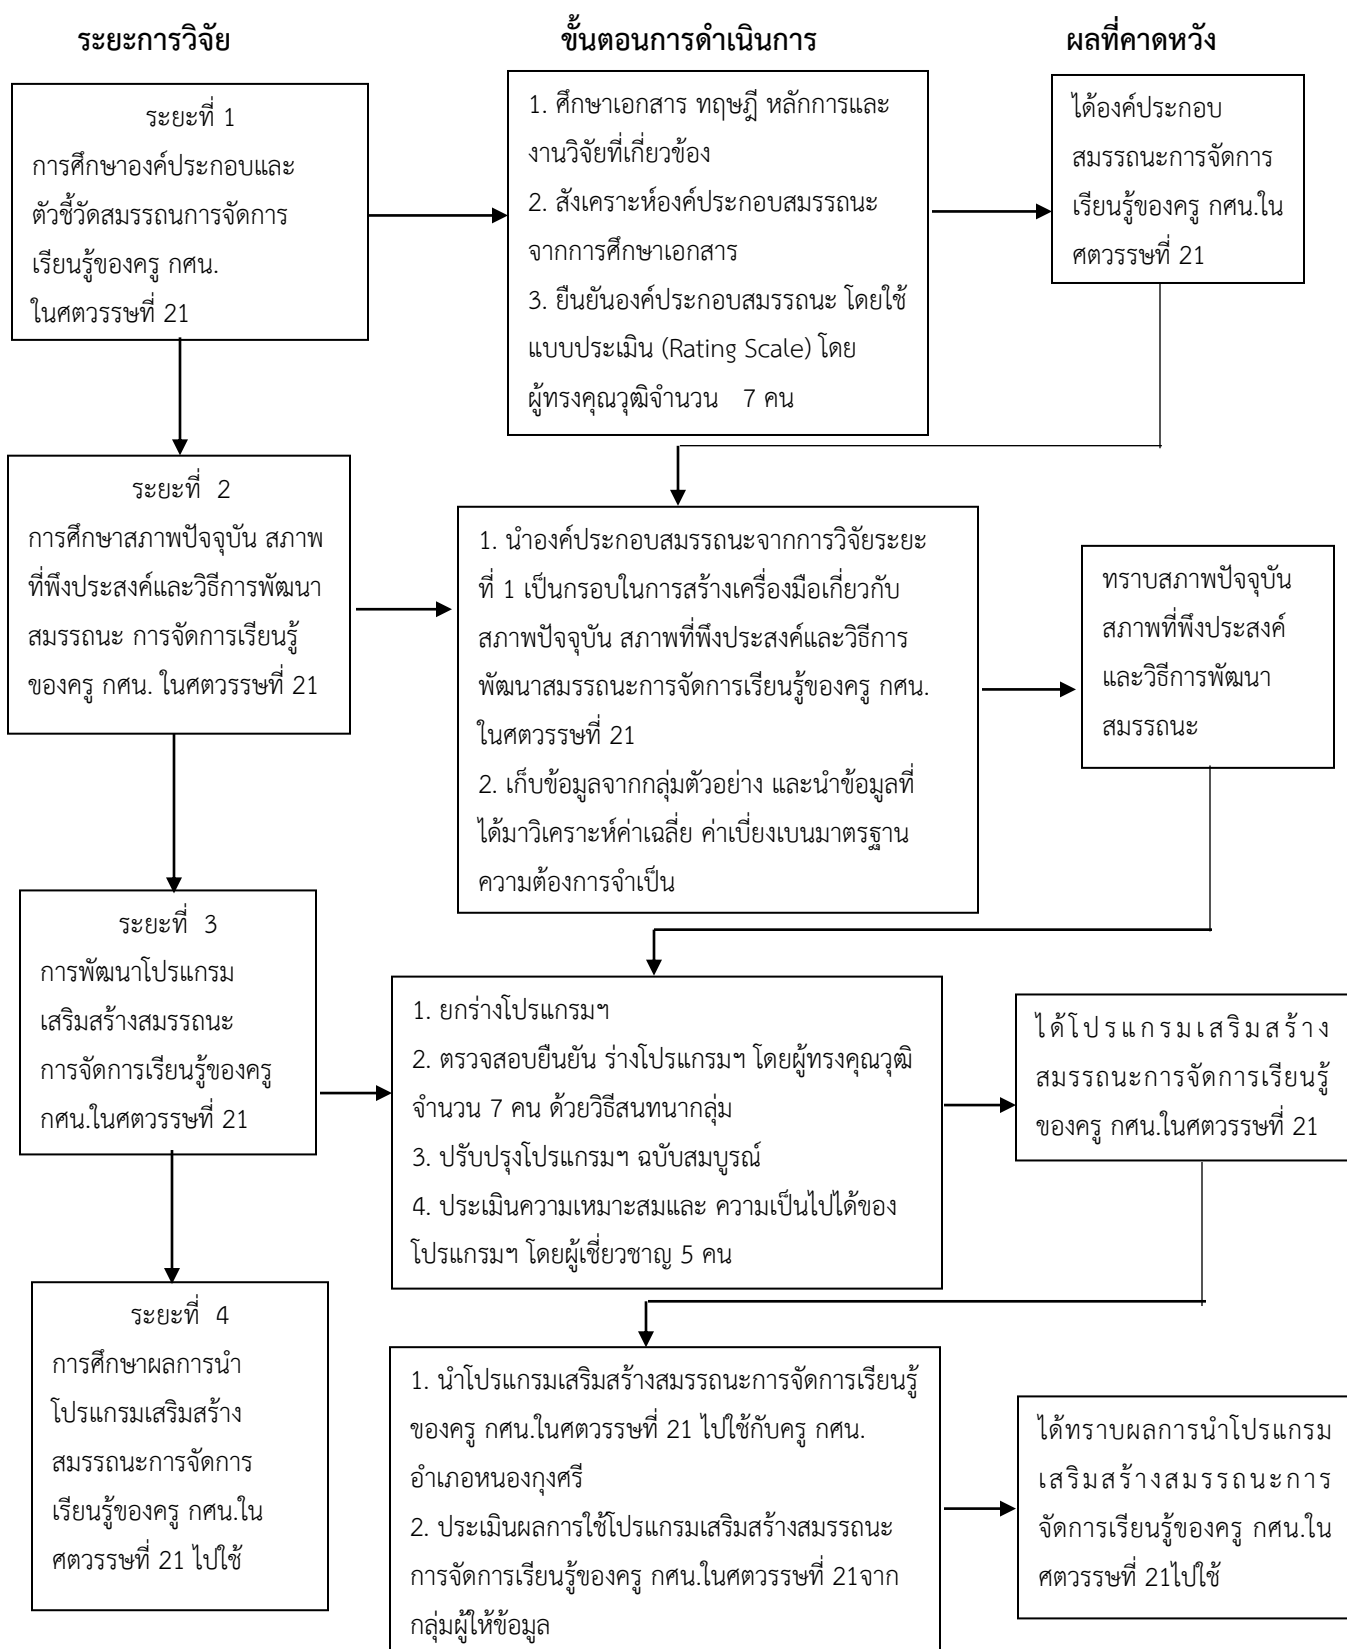 ระยะการวิจัย
ขั้นตอนการดำเนินการ
ผลที่คาดหวัง
ระยะที่ 1
การศึกษาองค์ประกอบและ
ตัวชี้วัดสมรรถนการจัดการ
เรียนรู้ของครู กศน.
ในศตวรรษที่ 21
1. ศึกษาเอกสาร ทฤษฎี หลักการและ
งานวิจัยที่เกี่ยวข้อง
2. สังเคราะห์องค์ประกอบสมรรถนะ
จากการศึกษาเอกสาร
3. ยืนยันองค์ประกอบสมรรถนะ โดยใช้
แบบประเมิน (Rating Scale) โดย
ผู้ทรงคุณวุฒิจำนวน 7 คน
ได้องค์ประกอบ
สมรรถนะการจัดการ
เรียนรู้ของครู กศน.ใน
ศตวรรษที่ 21
ระยะที่ 2
การศึกษาสภาพปัจจุบัน สภาพ
ที่พึงประสงค์และวิธีการพัฒนา
สมรรถนะ การจัดการเรียนรู้
ของครู กศน. ในศตวรรษที่ 21
1. นำองค์ประกอบสมรรถนะจากการวิจัยระยะ
ที่ 1 เป็นกรอบในการสร้างเครื่องมือเกี่ยวกับ
สภาพปัจจุบัน สภาพที่พึงประสงค์และวิธีการ
พัฒนาสมรรถนะการจัดการเรียนรู้ของครู กศน.
ในศตวรรษที่ 21
2. เก็บข้อมูลจากกลุ่มตัวอย่าง และนำข้อมูลที่
ได้มาวิเคราะห์ค่าเฉลี่ย ค่าเบี่ยงเบนมาตรฐาน
ความต้องการจำเป็น
ทราบสภาพปัจจุบัน
สภาพที่พึงประสงค์
และวิธีการพัฒนา
สมรรถนะ
ระยะที่ 3
การพัฒนาโปรแกรม
เสริมสร้างสมรรถนะ
การจัดการเรียนรู้ของครู
กศน.ในศตวรรษที่ 21
1. ยกร่างโปรแกรมฯ
2. ตรวจสอบยืนยัน ร่างโปรแกรมฯ โดยผู้ทรงคุณวุฒิ
จำนวน 7 คน ด้วยวิธีสนทนากลุ่ม
3. ปรับปรุงโปรแกรมฯ ฉบับสมบูรณ์
4. ประเมินความเหมาะสมและ ความเป็นไปได้ของ
โปรแกรมฯ โดยผู้เชี่ยวชาญ 5 คน
ได้โปรแกรมเสริมสร้าง
สมรรถนะการจัดการเรียนรู้
ของครู กศน.ในศตวรรษที่ 21
ระยะที่ 4
การศึกษาผลการนำ
โปรแกรมเสริมสร้าง
สมรรถนะการจัดการ
เรียนรู้ของครู กศน.ใน
ศตวรรษที่ 21 ไปใช้
1. นำโปรแกรมเสริมสร้างสมรรถนะการจัดการเรียนรู้
ของครู กศน.ในศตวรรษที่ 21 ไปใช้กับครู กศน.
อำเภอหนองกุงศรี
2. ประเมินผลการใช้โปรแกรมเสริมสร้างสมรรถนะ
การจัดการเรียนรู้ของครู กศน.ในศตวรรษที่ 21จาก
กลุ่มผู้ให้ข้อมูล
ได้ทราบผลการนำโปรแกรม
เสริมสร้างสมรรถนะการ
จัดการเรียนรู้ของครู กศน.ใน
ศตวรรษที่ 21ไปใช้